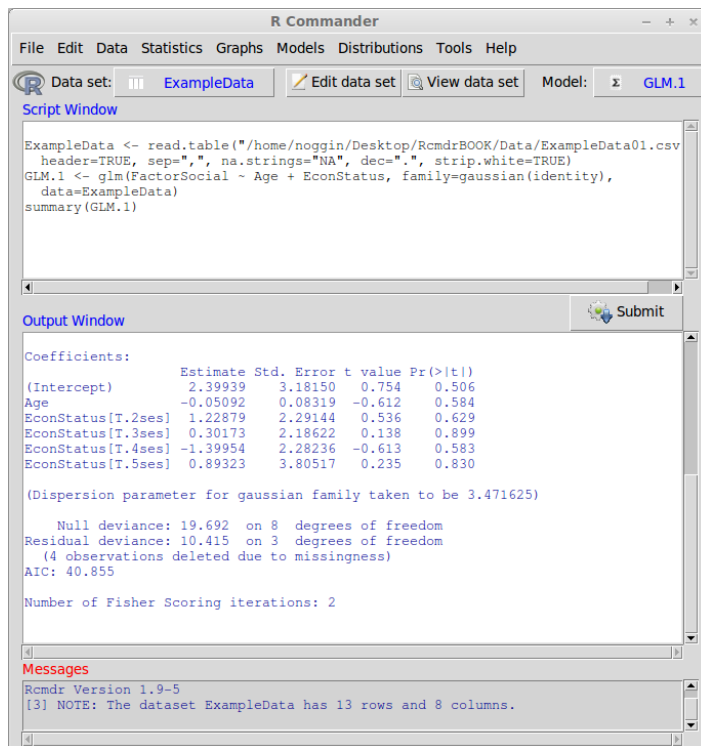 R Commander
File Edit Data Statistics Graphs Models Distributions Tools Help
R Data set: ExampleData Edit data set View data set Model: Σ GLM.1
Script Window
ExampleData <- read.table("/home/noggin/Desktop/RcmdrBOOK/Data/ExampleData01.csv
header=TRUE, sep=",", na.strings="NA", dec=".", strip.white=TRUE)
GLM.1 <- glm(FactorSocial ~ Age + EconStatus, family=gaussian(identity),
data=ExampleData)
summary(GLM.1)
Submit
Output Window
Coefficients:
Estimate Std. Error t value Pr(>|t|)
(Intercept) 2.39939 3.18150 0.754 0.506
Age -0.05092 0.08319 -0.612 0.584
EconStatus[T.2ses] 1.22879 2.29144 0.536 0.629
EconStatus[T.3ses] 0.30173 2.18622 0.138 0.899
EconStatus[T.4ses] -1.39954 2.28236 -0.613 0.583
EconStatus[T.5ses] 0.89323 3.80517 0.235 0.830
(Dispersion parameter for gaussian family taken to be 3.471625)
Null deviance: 19.692 on 8 degrees of freedom
Residual deviance: 10.415 on 3 degrees of freedom
(4 observations deleted due to missingness)
AIC: 40.855
Number of Fisher Scoring iterations: 2
Messages
Rcmdr Version 1.9-5
[3] NOTE: The dataset ExampleData has 13 rows and 8 columns.